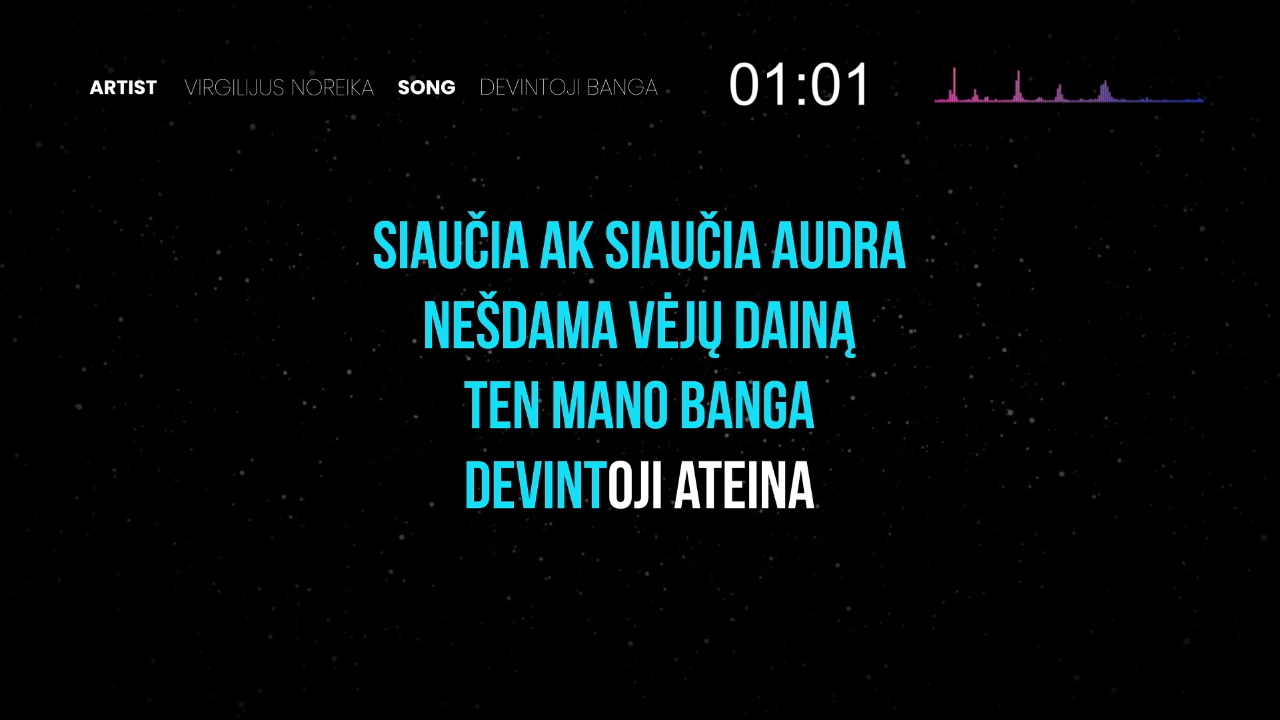 ARTIST VIRGILIJUS NOREIKA SONG DEVINTOJI BANGA 01:01
SIAUČIA AK SIAUČIA AUDRA
NEŠDAMA VĖJŲ DAINĄ
TEN MANO BANGA
DEVINTOJI ATEINA